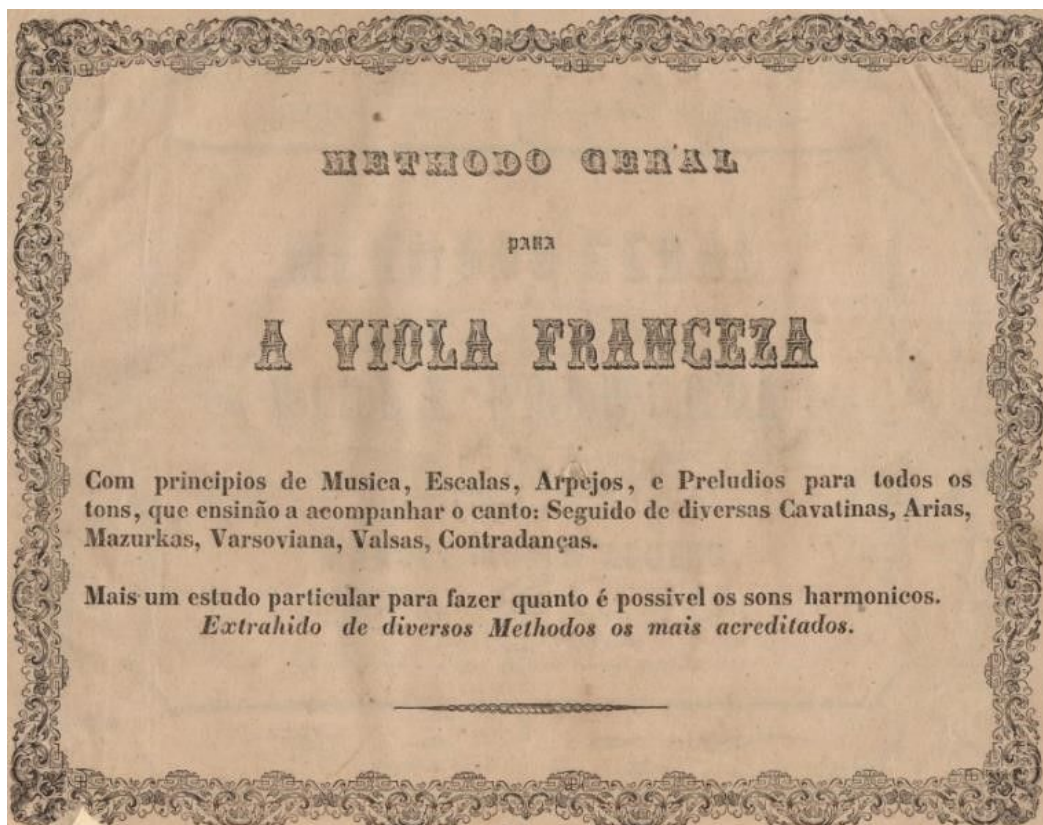 METHODO GERAL
PARA
A VIOLA FRANCEZA
Com principios de Musica, Escalas, Arpejos, e Preludios para todos os
tons, que ensinão a acompanhar o canto: Seguido de diversas Cavatinas, Arias,
Mazurkas, Varsoviana, Valsas, Contradanças.
Mais um estudo particular para fazer quanto é possivel os sons harmonicos.
Extrahido de diversos Methodos os mais acreditados.